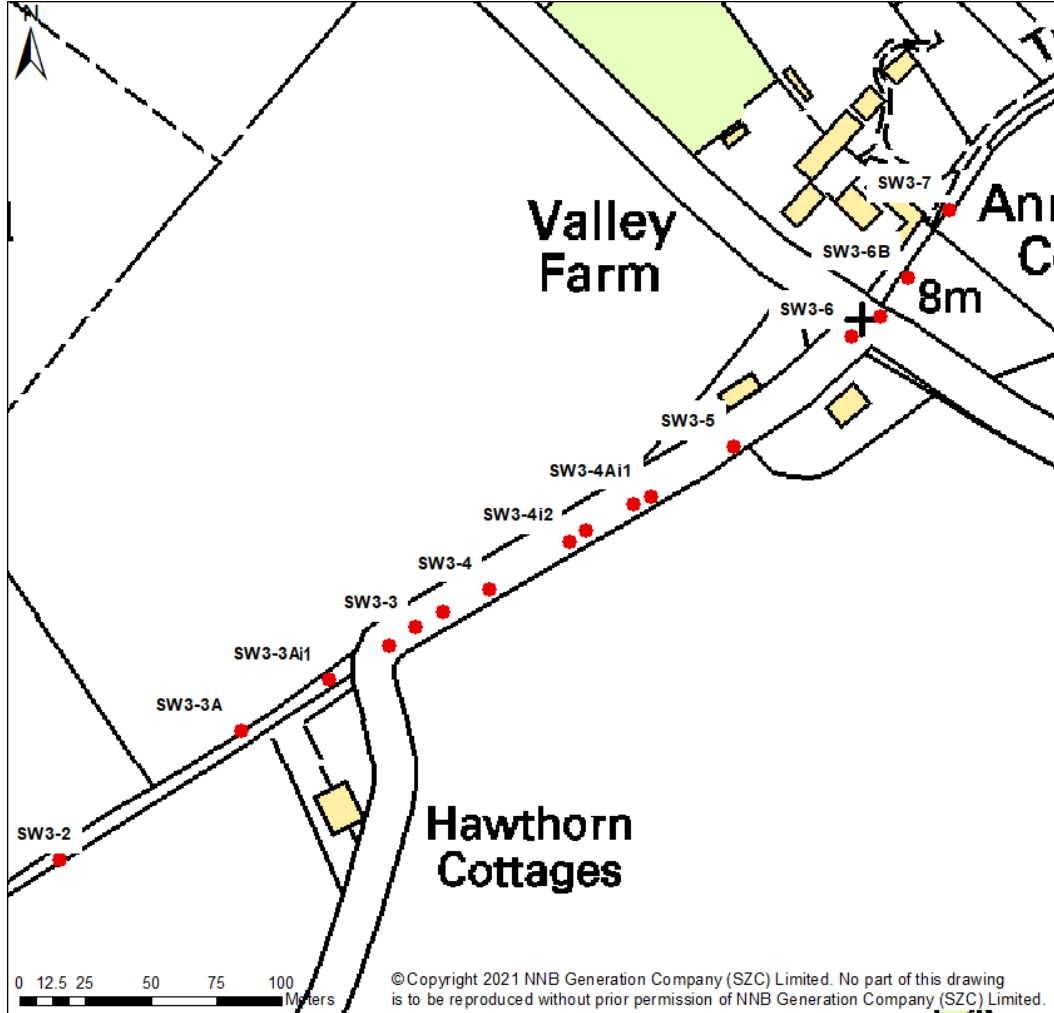 N
SW3-7
Valley
Farm
SW3-6B
8m
SW3-6
SW3-5
SW3-4Ai1
SW3-4i2
SW3-4
SW3-3
SW3-3Ai1
SW3-3A
SW3-2
Hawthorn
Cottages
0 12.5 25 50 75 100
Meters
©Copyright 2021 NNB Generation Company (SZC) Limited. No part of this drawing
is to be reproduced without prior permission of NNB Generation Company (SZC) Limited.